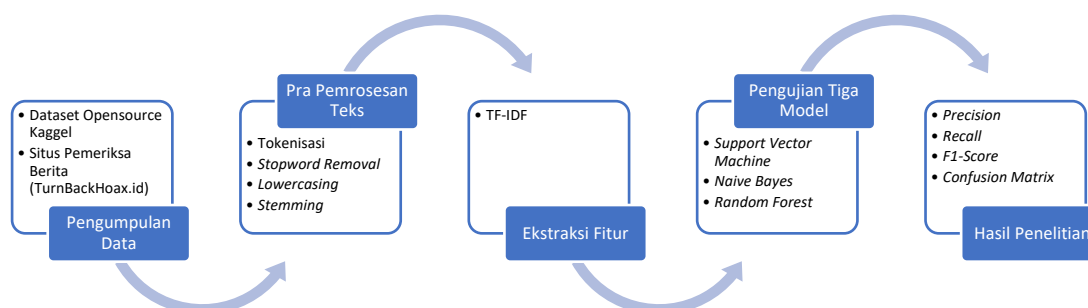 Dataset Opensource
Kaggel
Situs Pemeriksa
Berita
(TurnBackHoax.id)
Pengumpulan
Data
Pra Pemrosesan
Teks
Tokenisasi
Stopword Removal
Lowercasing
Stemming
TF-IDF
Ekstraksi Fitur
Pengujian Tiga
Model
Support Vector
Machine
Naive Bayes
Random Forest
Precision
Recall
F1-Score
Confusion Matrix
Hasil Penelitian